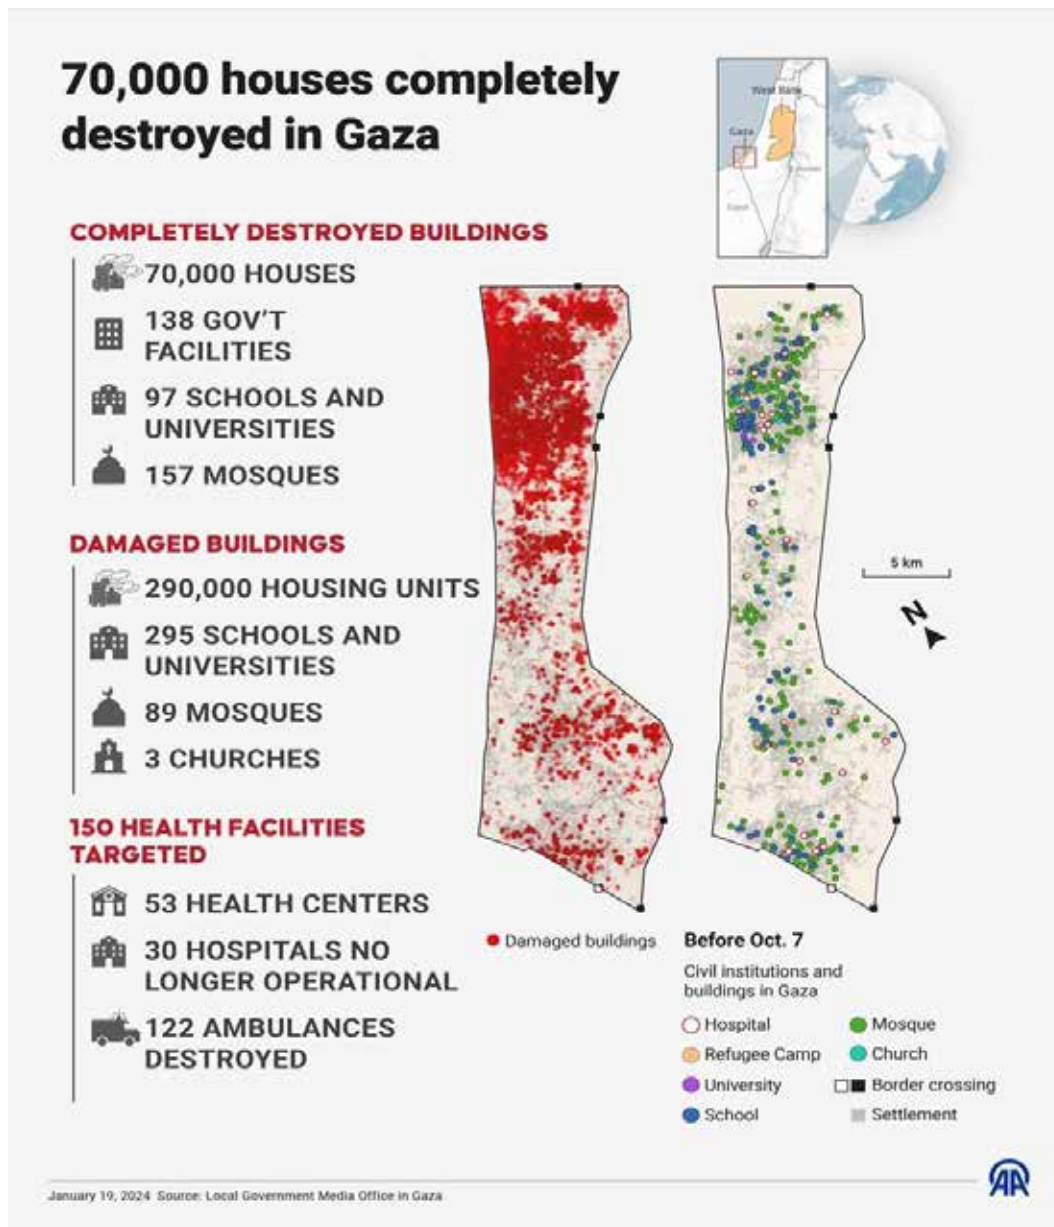 70,000 houses completely
destroyed in Gaza
West Bank
Gaza
Egypt
COMPLETELY DESTROYED BUILDINGS
70,000 HOUSES
138 GOV'T
FACILITIES
97 SCHOOLS AND
UNIVERSITIES
157 MOSQUES
DAMAGED BUILDINGS
290,000 HOUSING UNITS
295 SCHOOLS AND
UNIVERSITIES
89 MOSQUES
3 CHURCHES
150 HEALTH FACILITIES
TARGETED
53 HEALTH CENTERS
30 HOSPITALS NO
LONGER OPERATIONAL
122 AMBULANCES
DESTROYED
5 km
N
Damaged buildings
Before Oct. 7
Civil institutions and
buildings in Gaza
Hospital
Refugee Camp
University
School
Mosque
Church
Border crossing
Settlement
January 19, 2024 Source: Local Government Media Office in Gaza
AA